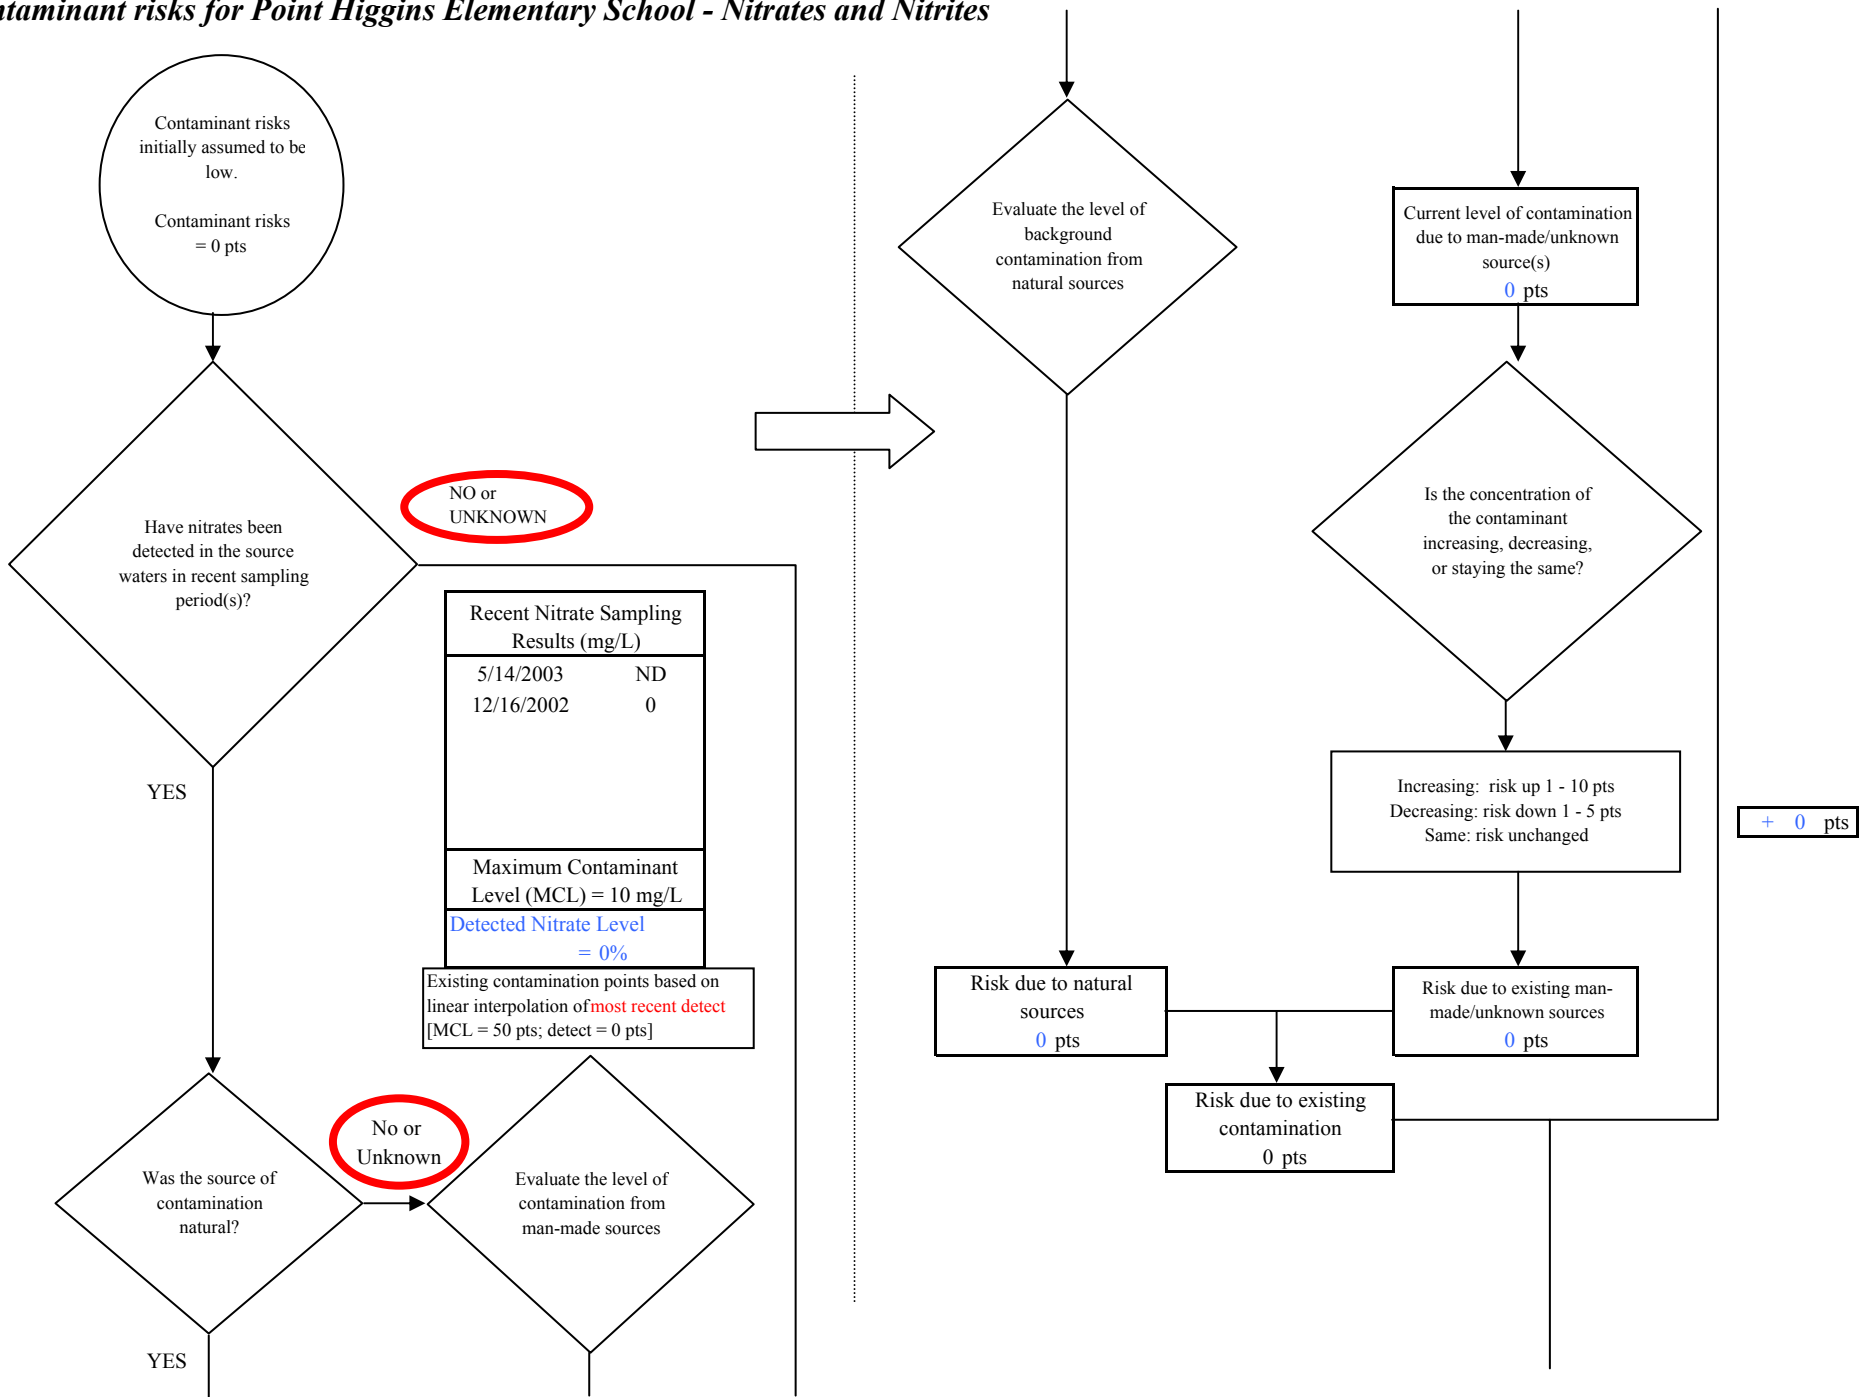 ntaminant risks for Point Higgins Elementary School - Nitrates and Nitrites
Contaminant risks
initially assumed to be
low.
Contaminant risks
= 0 pts
Have nitrates been
detected in the source
waters in recent sampling
period(s)?
NO or
UNKNOWN
YES
Recent Nitrate Sampling
Results (mg/L)
5/14/2003 ND
12/16/2002 0
Maximum Contaminant
Level (MCL) = 10 mg/L
Detected Nitrate Level
= 0%
Existing contamination points based on
linear interpolation of most recent detect
[MCL = 50 pts; detect = 0 pts]
Was the source of
contamination
natural?
No or
Unknown
Evaluate the level of
contamination from
man-made sources
YES
Evaluate the level of
background
contamination from
natural sources
Current level of contamination
due to man-made/unknown
source(s)
0 pts
Is the concentration of
the contaminant
increasing, decreasing,
or staying the same?
Increasing: risk up 1 - 10 pts
Decreasing: risk down 1 - 5 pts
Same: risk unchanged
+ 0 pts
Risk due to natural
sources
0 pts
Risk due to existing man-
made/unknown sources
0 pts
Risk due to existing
contamination
0 pts